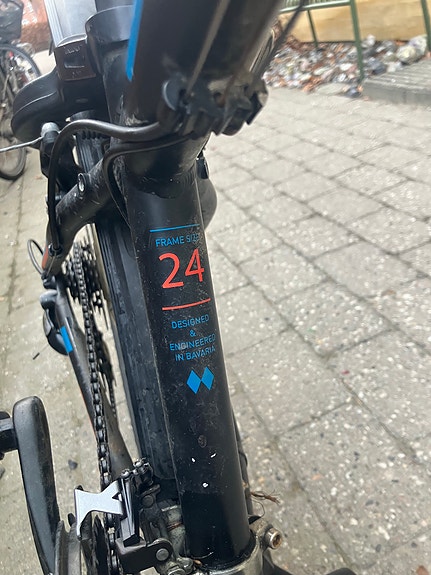 FRAME SIZE
24
DESIGNED
&
ENGINEERED
IN BAVARIA